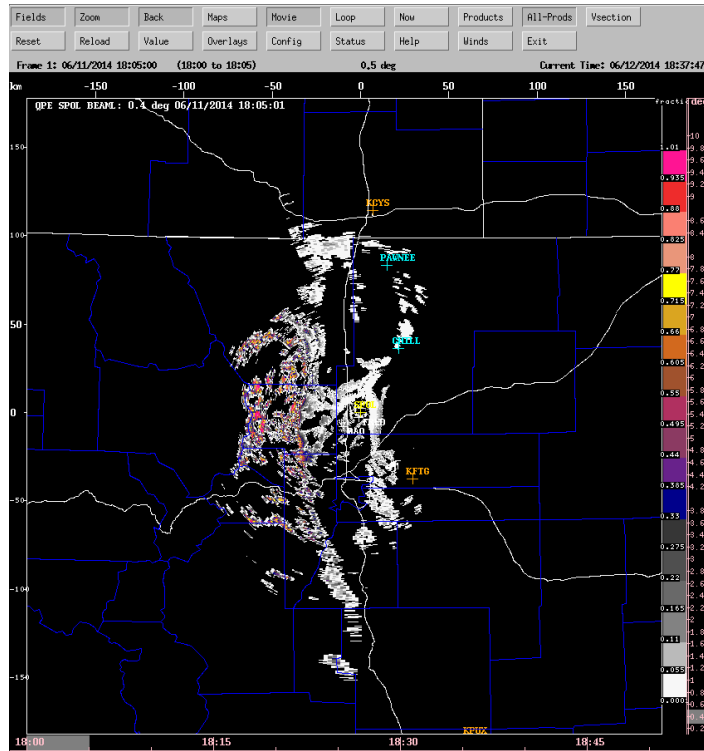 Fields Zoom Back Maps Movie Loop Now Products All-Prods Vsection
Reset Reload Value Overlays Config Status Help Winds Exit
Frame 1: 06/11/2014 18:05:00 (18:00 to 18:05) 0.5 deg Current Time: 06/12/2014 18:37:47
km -150 -100 -50 0 50 100 150
QPE SPOL BEAML: 0.4 deg 06/11/2014 18:05:01
150
100
50
0
-50
-100
-150
KCYS
PAWNEE
CHILL
BAO
KFTG
KPUX
1.01
0.935
0.88
0.825
0.77
0.715
0.66
0.605
0.55
0.495
0.44
0.385
0.33
0.275
0.22
0.165
0.11
0.055
0.000
10
18:00 18:15 18:30 18:45